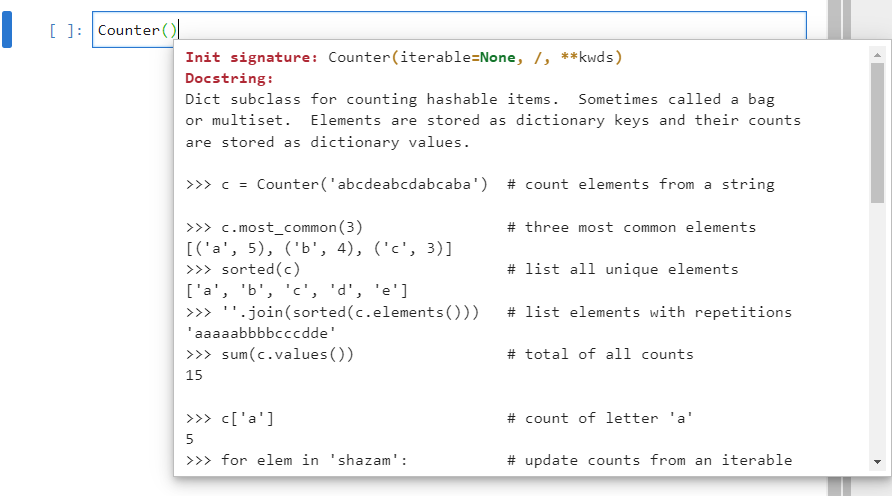 [ ]: Counter()
Init signature: Counter(iterable=None, /, **kwds)
Docstring:
Dict subclass for counting hashable items.  Sometimes called a bag
or multiset.  Elements are stored as dictionary keys and their counts
are stored as dictionary values.

>>> c = Counter('abcdeabcdabcaba')  # count elements from a string

>>> c.most_common(3)                # three most common elements
[('a', 5), ('b', 4), ('c', 3)]
>>> sorted(c)                       # list all unique elements
['a', 'b', 'c', 'd', 'e']
>>> ''.join(sorted(c.elements()))   # list elements with repetitions
'aaaaabbbbcccdde'
>>> sum(c.values())                 # total of all counts
15

>>> c['a']                          # count of letter 'a'
5
>>> for elem in 'shazam':           # update counts from an iterable